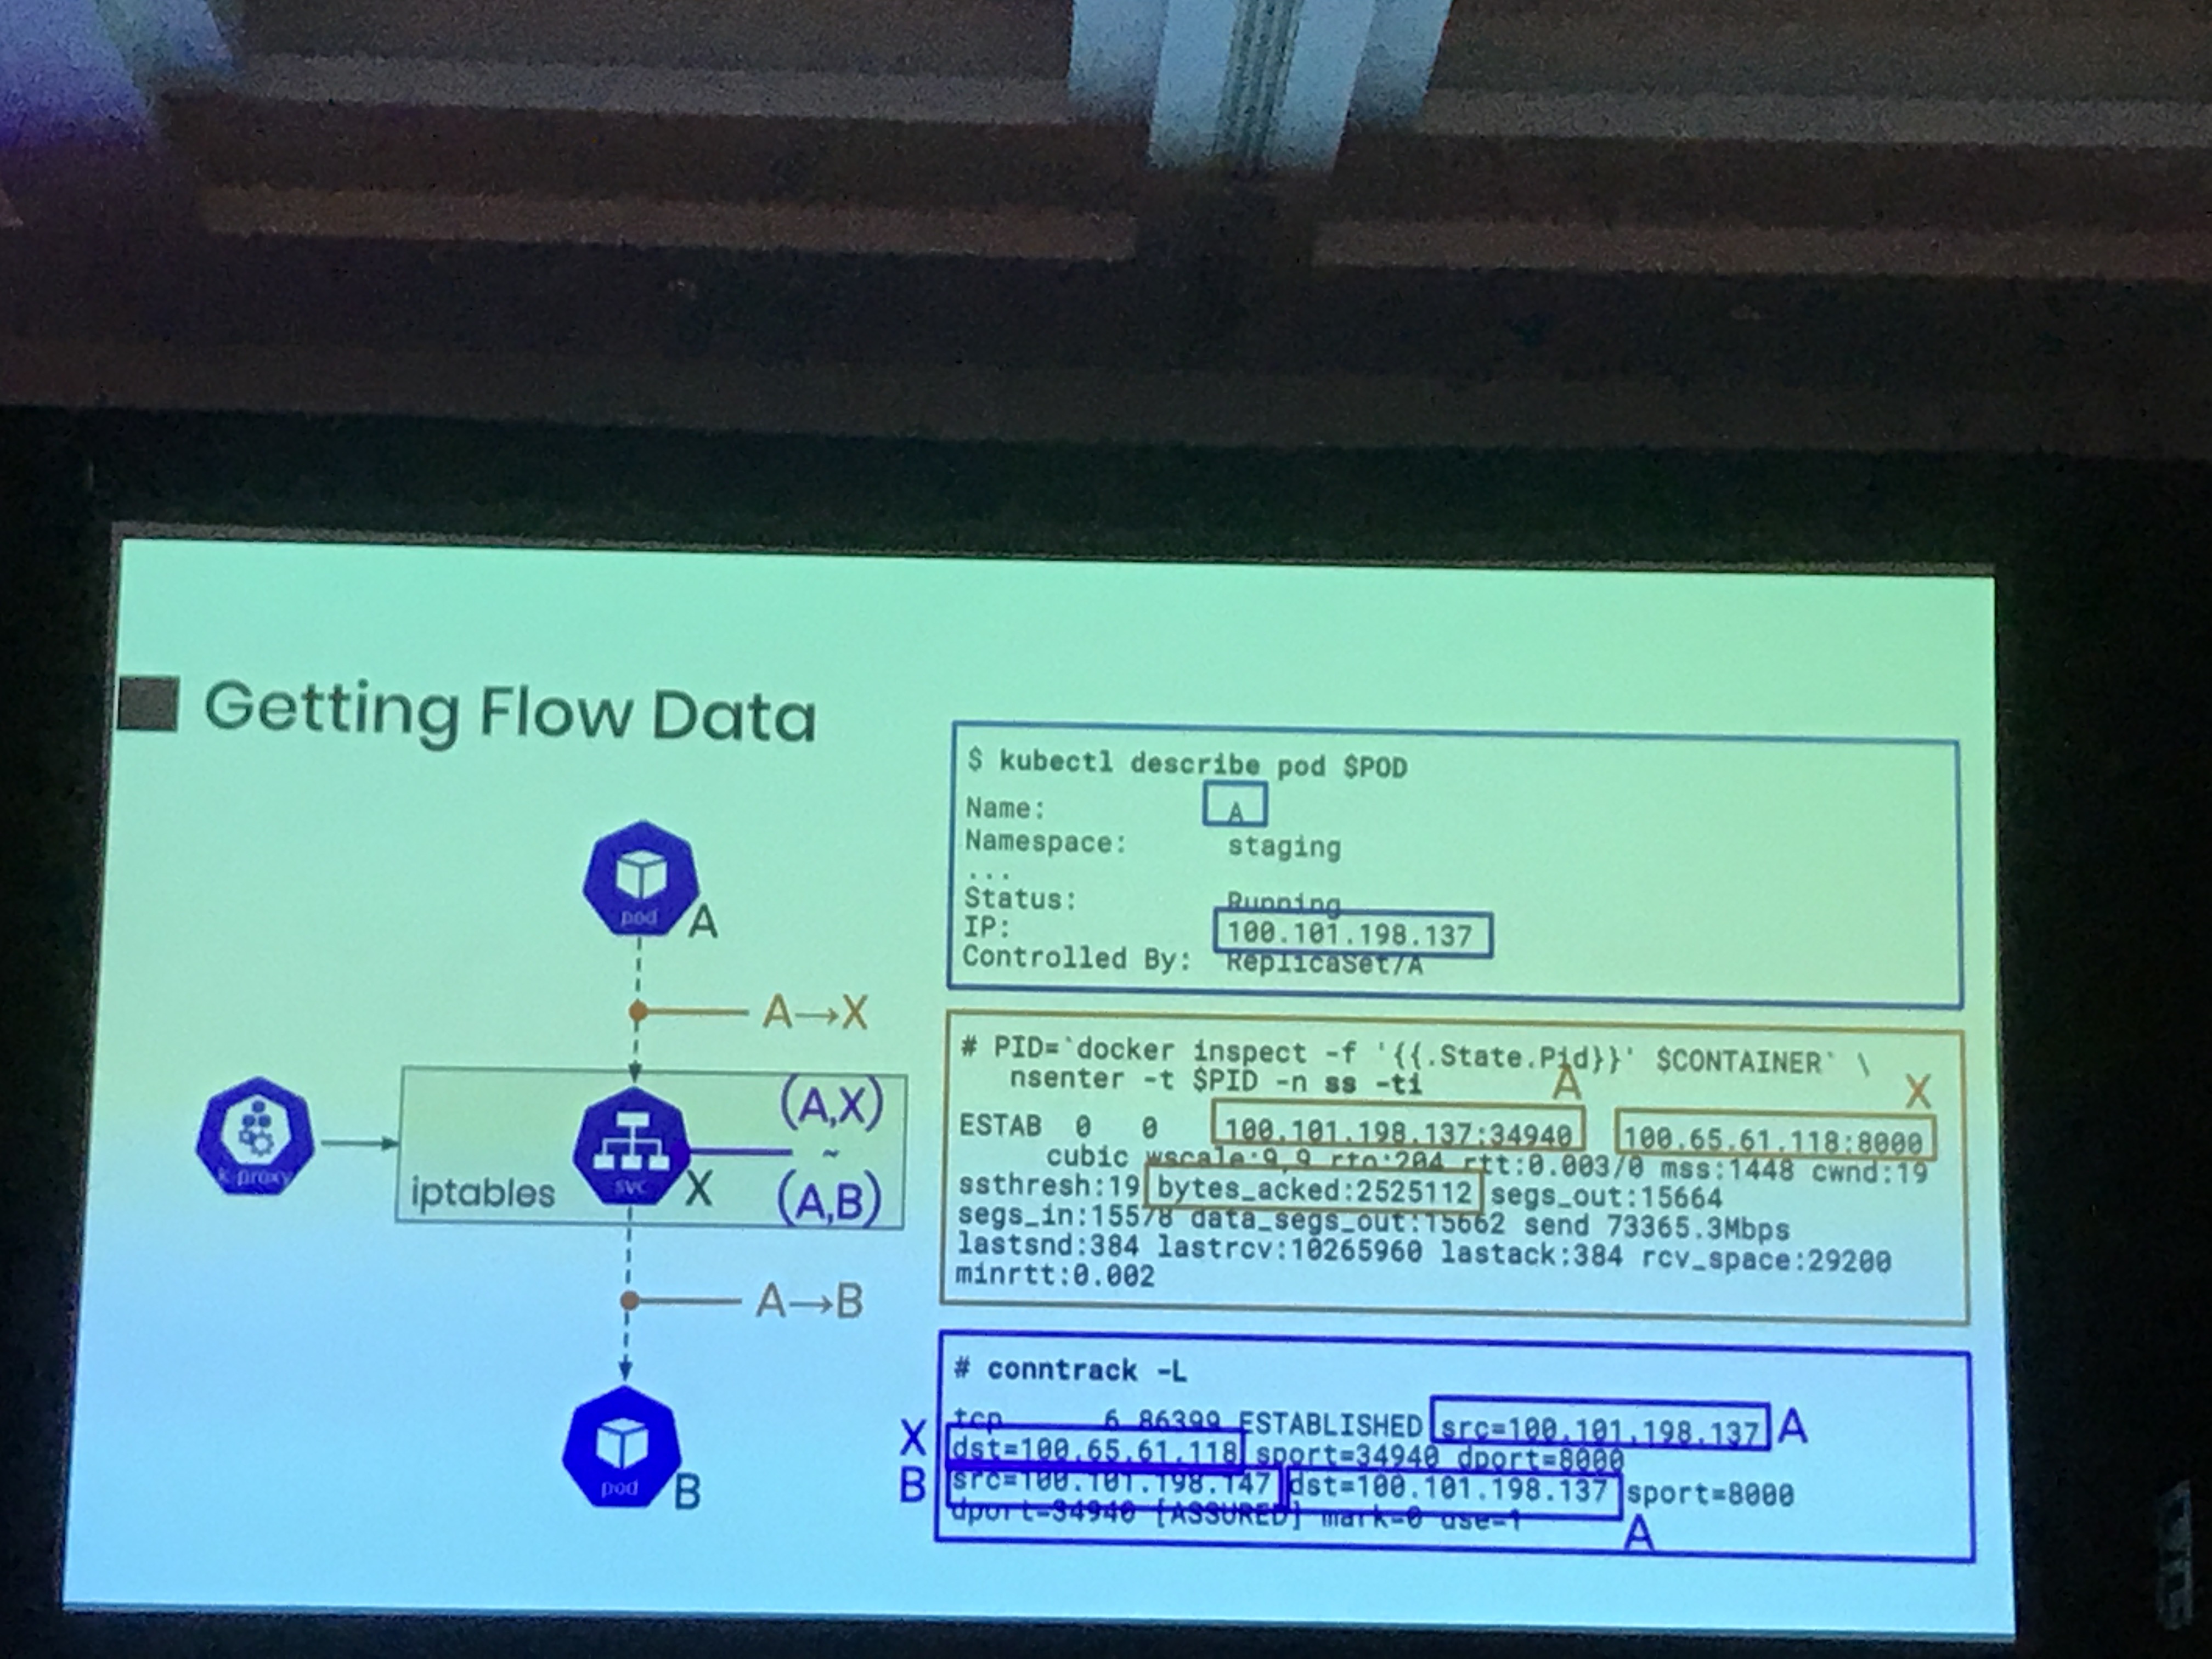 Getting Flow Data
pod
A
A→X
k-proxy
iptables
svc
X
(A,X)
~
(A,B)
A→B
pod
B
$ kubectl describe pod $POD
Name: A
Namespace: staging
...
Status: Running
IP: 100.101.198.137
Controlled By: ReplicaSet/A
# PID=`docker inspect -f '{{.State.Pid}}' $CONTAINER` \
nsenter -t $PID -n ss -ti
A X
ESTAB 0 0 100.101.198.137:34940 100.65.61.118:8000
cubic wscale:9,9 rto:204 rtt:0.003/0 mss:1448 cwnd:19
ssthresh:19 bytes_acked:2525112 segs_out:15664
segs_in:15578 data_segs_out:15662 send 73365.3Mbps
lastsnd:384 lastrcv:10265960 lastack:384 rcv_space:29200
minrtt:0.002
# conntrack -L
tcp 6 86399 ESTABLISHED src=100.101.198.137 A
X dst=100.65.61.118 sport=34940 dport=8000
B src=100.101.198.147 dst=100.101.198.137 sport=8000
dport=34940 [ASSURED] mark=0 use=1
A